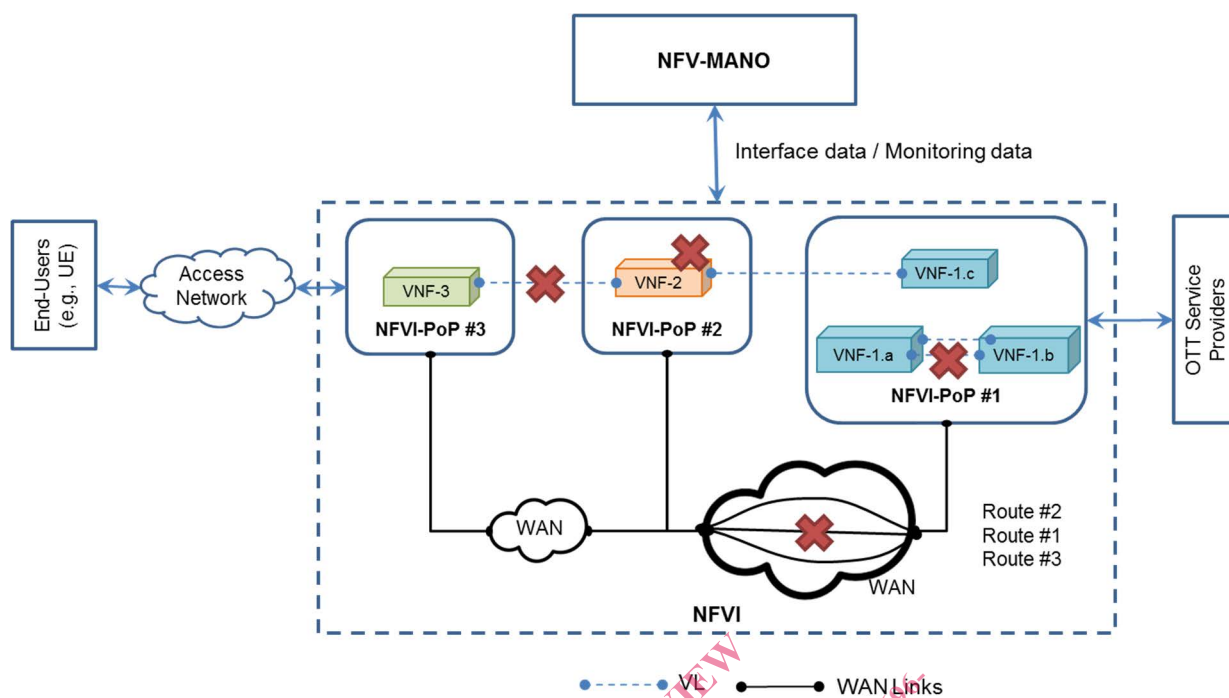 NFV-MANO
Interface data / Monitoring data
End-Users
(e.g., UE)
Access
Network
VNF-3
NFVI-PoP #3
VNF-2
NFVI-PoP #2
VNF-1.c
VNF-1.a
VNF-1.b
NFVI-PoP #1
OTT Service
Providers
WAN
WAN
Route #2
Route #1
Route #3
NFVI
VL
WAN Links